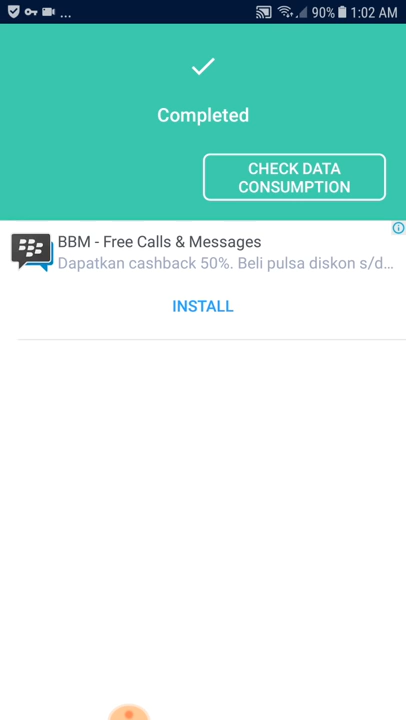 ... 90% 1:02 AM
Completed
CHECK DATA
CONSUMPTION
BBM - Free Calls & Messages
Dapatkan cashback 50%. Beli pulsa diskon s/d...
INSTALL